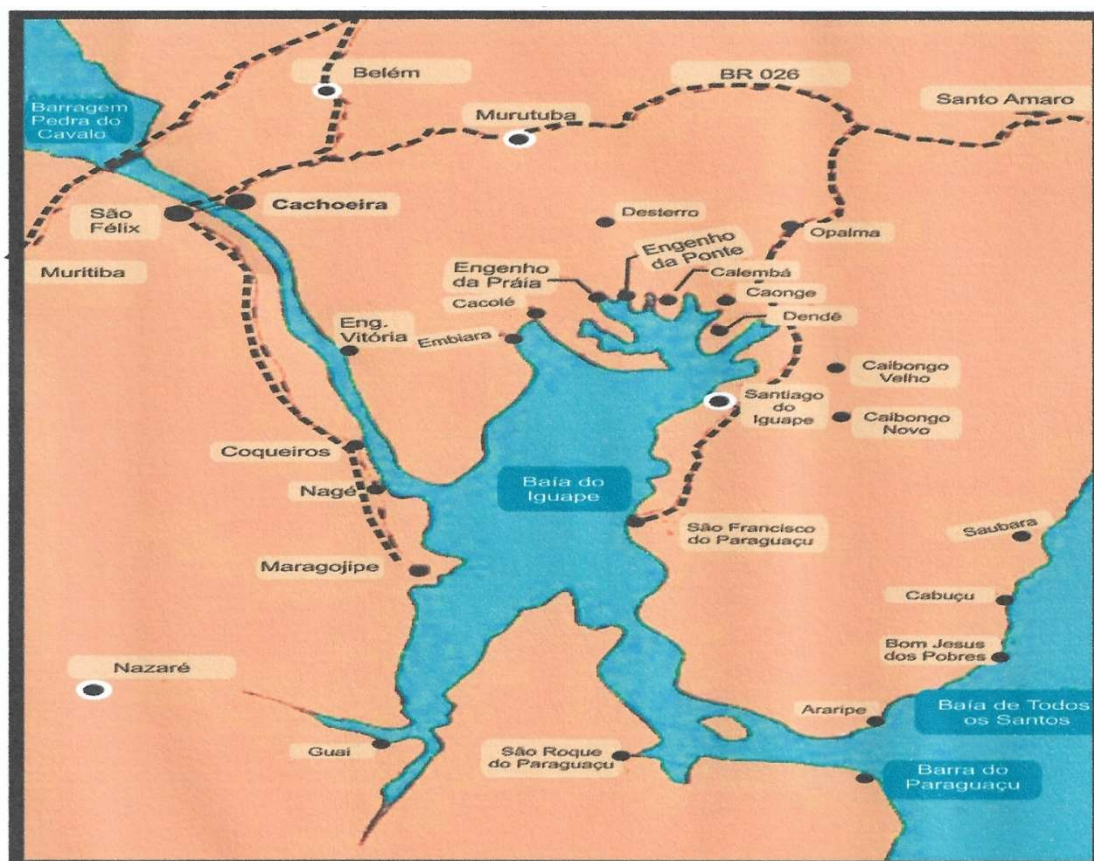 Belém
BR 026
Santo Amaro
Barragem
Pedra do
Cavalo
Murutuba
Cachoeira
São
Félix
Desterro
Opalma
Muritiba
Engenho
da Ponte
Engenho
da Práia
Calembá
Caonge
Cacolé
Dendê
Eng.
Vitória
Embiara
Caibongo
Velho
Santiago
do
Iguape
Caibongo
Novo
Coqueiros
Baía do
Iguape
Nagé
São Francisco
do Paraguaçu
Saubara
Maragojipe
Cabuçu
Bom Jesus
dos Pobres
Nazaré
Araripe
Baía de Todos
os Santos
Guai
São Roque
do Paraguaçu
Barra do
Paraguaçu